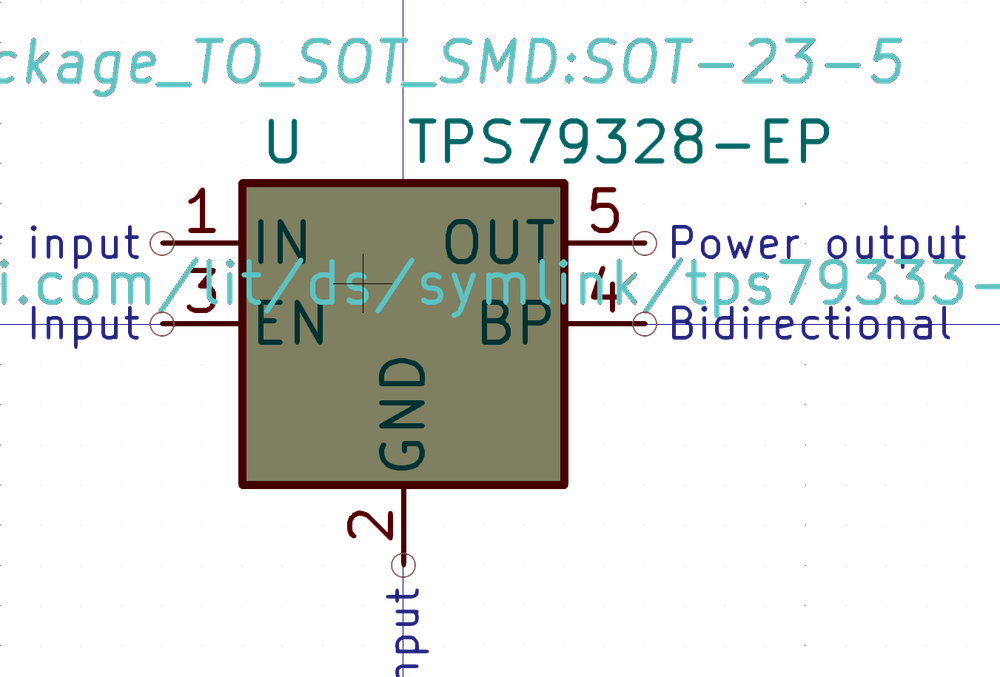 ckage_TO_SOT_SMD:SOT-23-5
U TPS79328-EP
1 5
input IN OUT Power output
i.com/lit/ds/symlink/tps79333-
3 4
Input EN BP Bidirectional
GND
2
nput